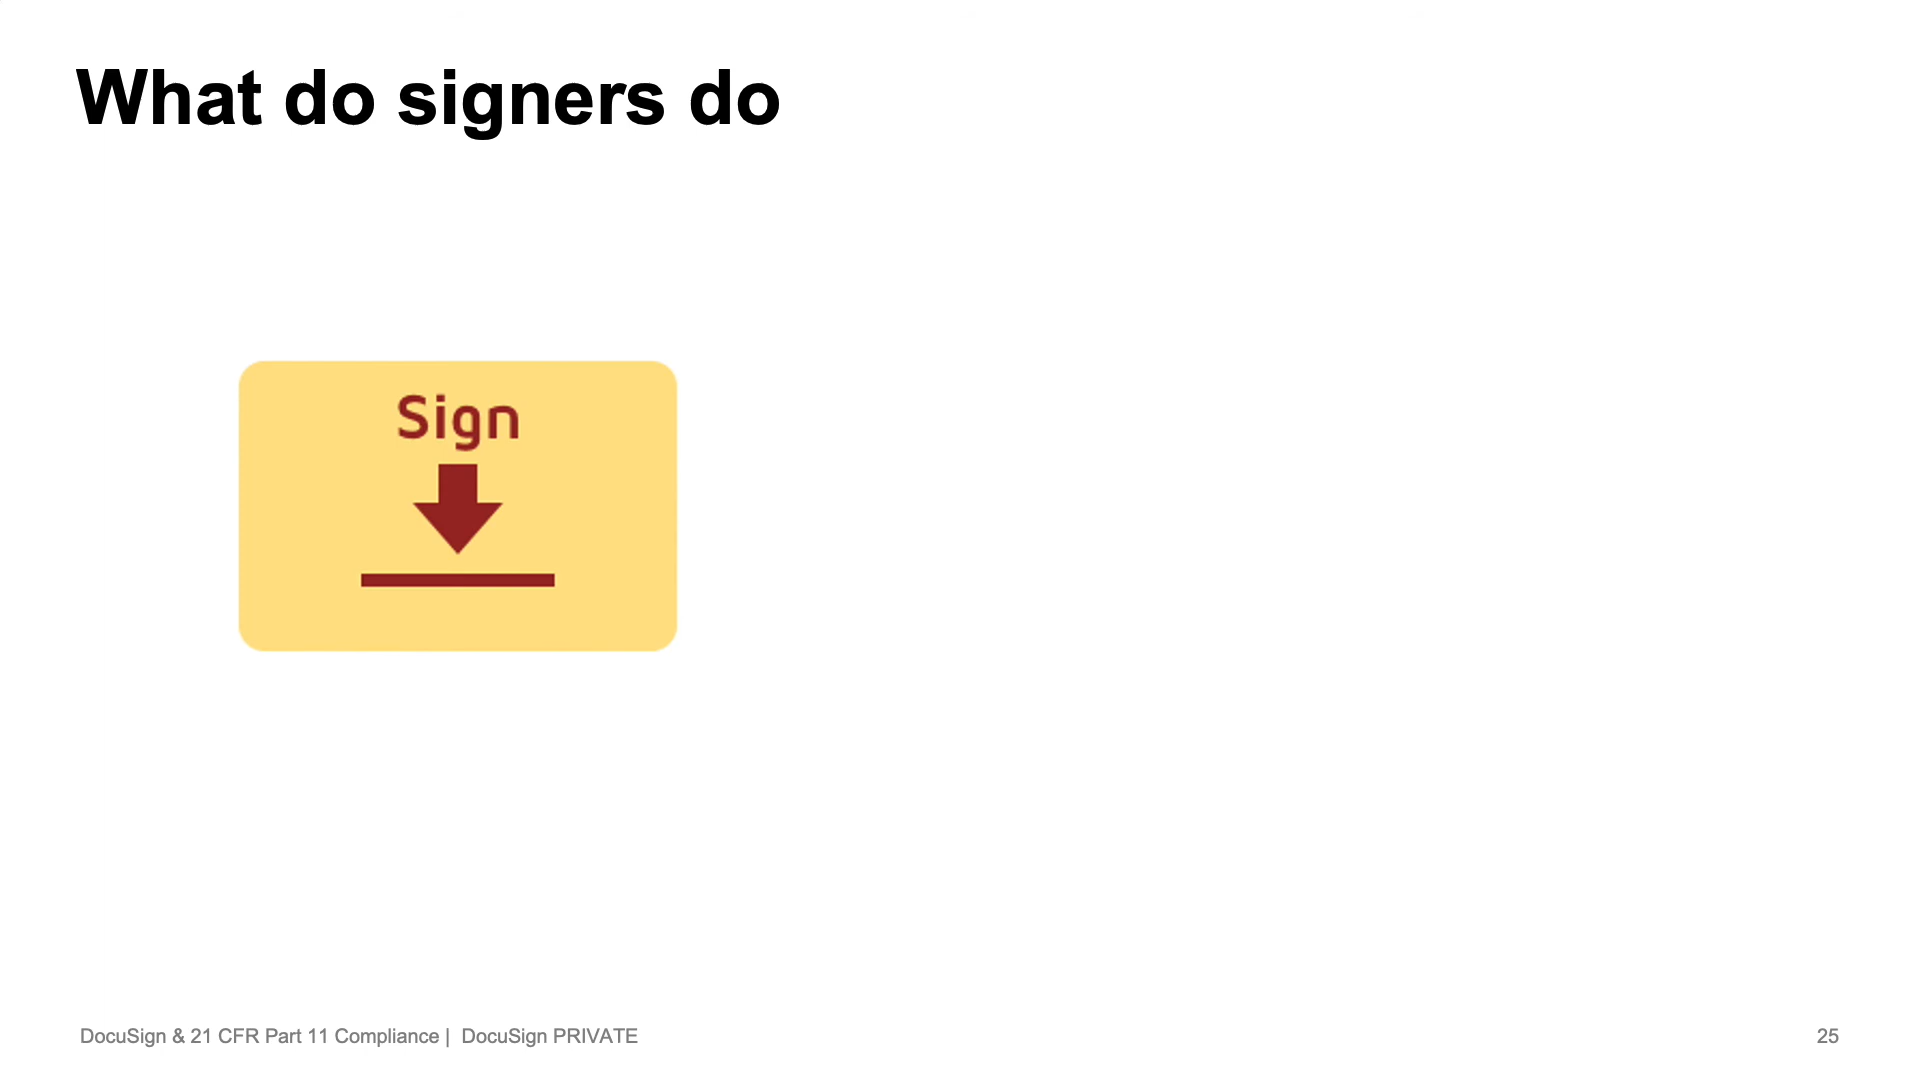 What do signers do
Sign
DocuSign & 21 CFR Part 11 Compliance | DocuSign PRIVATE
25